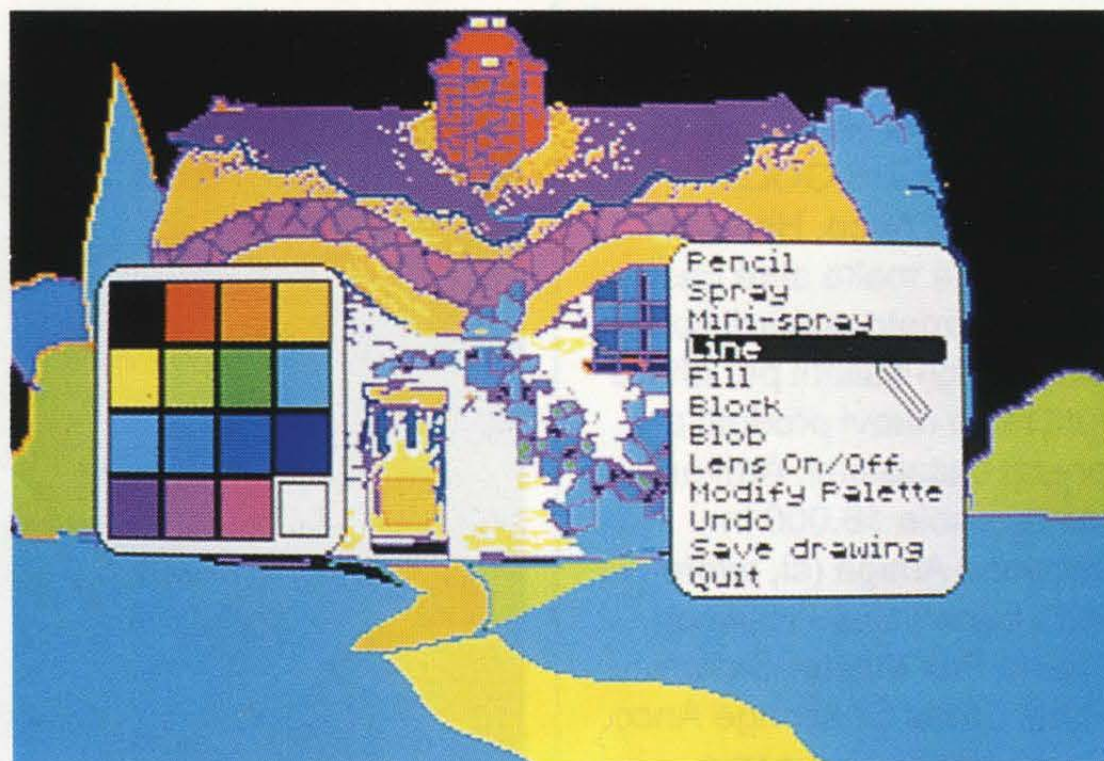 Pencil
Spray
Mini-spray
Line
Fill
Block
Blob
Lens On/Off
Modify Palette
Undo
Save drawing
Quit